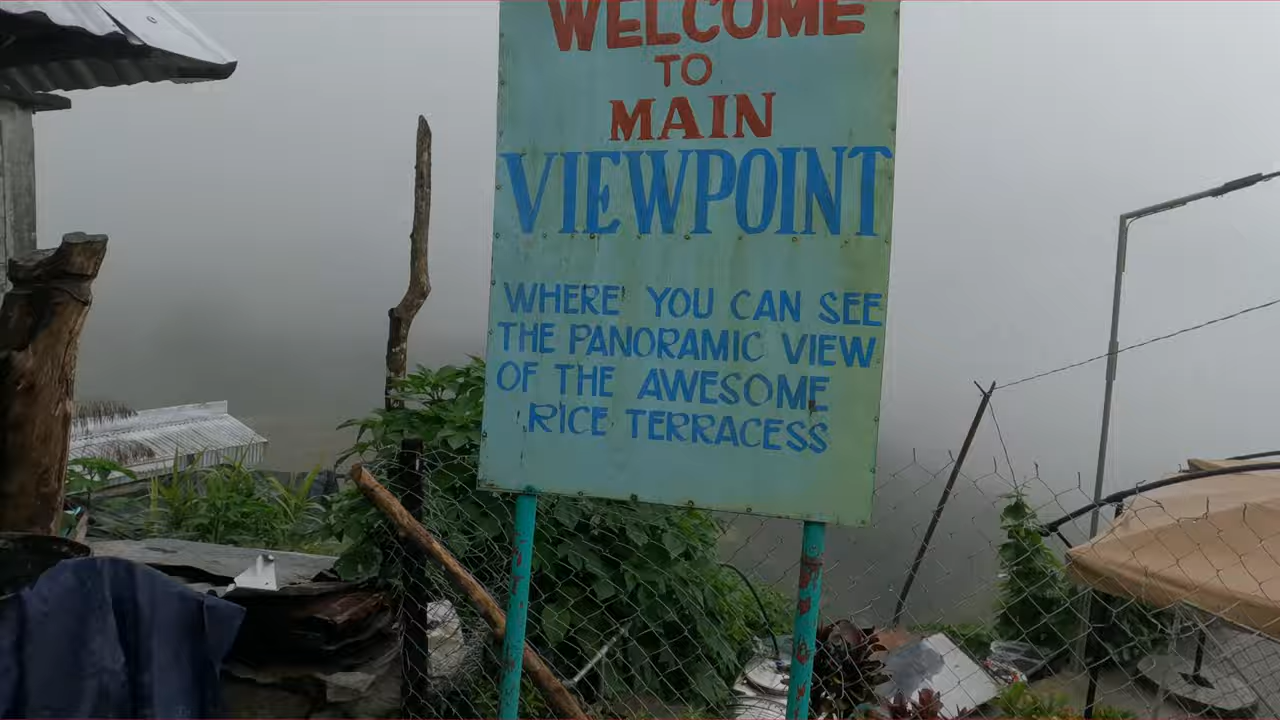 WELCOME
TO
MAIN
VIEWPOINT
WHERE YOU CAN SEE
THE PANORAMIC VIEW
OF THE AWESOME
RICE TERRACESS